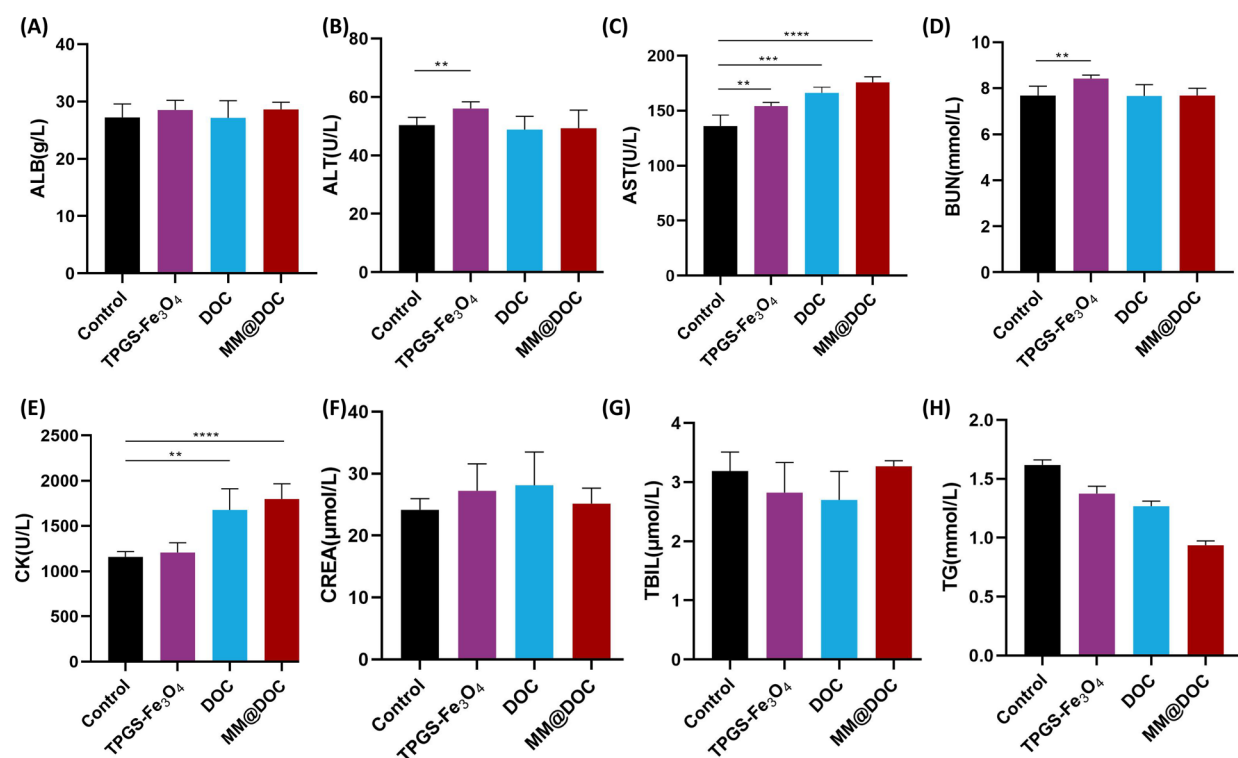 (A)
ALB(g/L)
40
30
20
10
0
Control
TPGS-Fe₃O₄
DOC
MM@DOC
(B)
ALT(U/L)
80
60
40
20
0
**
Control
TPGS-Fe₃O₄
DOC
MM@DOC
(C)
AST(U/L)
200
150
100
50
0
****
***
**
Control
TPGS-Fe₃O₄
DOC
MM@DOC
(D)
BUN(mmol/L)
10
8
6
4
2
0
**
Control
TPGS-Fe₃O₄
DOC
MM@DOC
(E)
CK(U/L)
2500
2000
1500
1000
500
0
****
**
Control
TPGS-Fe₃O₄
DOC
MM@DOC
(F)
CREA(μmol/L)
40
30
20
10
0
Control
TPGS-Fe₃O₄
DOC
MM@DOC
(G)
TBIL(μmol/L)
4
3
2
1
0
Control
TPGS-Fe₃O₄
DOC
MM@DOC
(H)
TG(mmol/L)
2.0
1.5
1.0
0.5
0.0
Control
TPGS-Fe₃O₄
DOC
MM@DOC